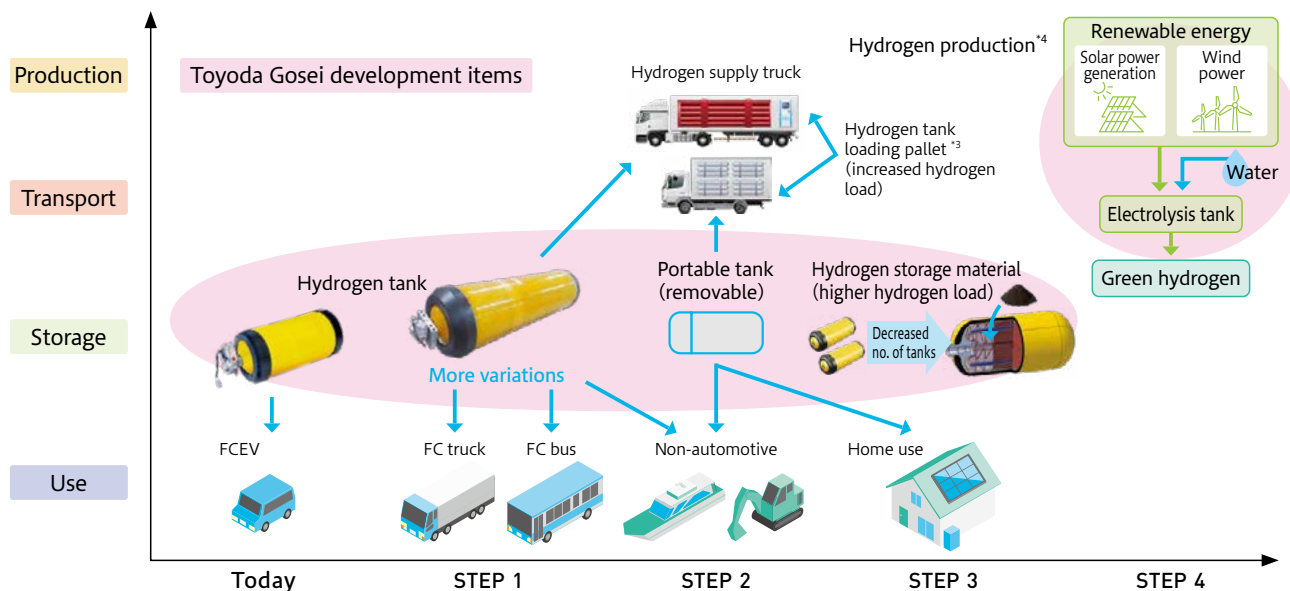 Production
Transport
Storage
Use
Toyoda Gosei development items
Hydrogen supply truck
Hydrogen tank
loading pallet *3
(increased hydrogen
load)
Hydrogen production*4
Renewable energy
Solar power
generation
Wind
power
Water
Electrolysis tank
Green hydrogen
Hydrogen tank
More variations
Portable tank
(removable)
Hydrogen storage material
(higher hydrogen load)
Decreased
no. of tanks
FCEV
FC truck
FC bus
Non-automotive
Home use
Today
STEP 1
STEP 2
STEP 3
STEP 4